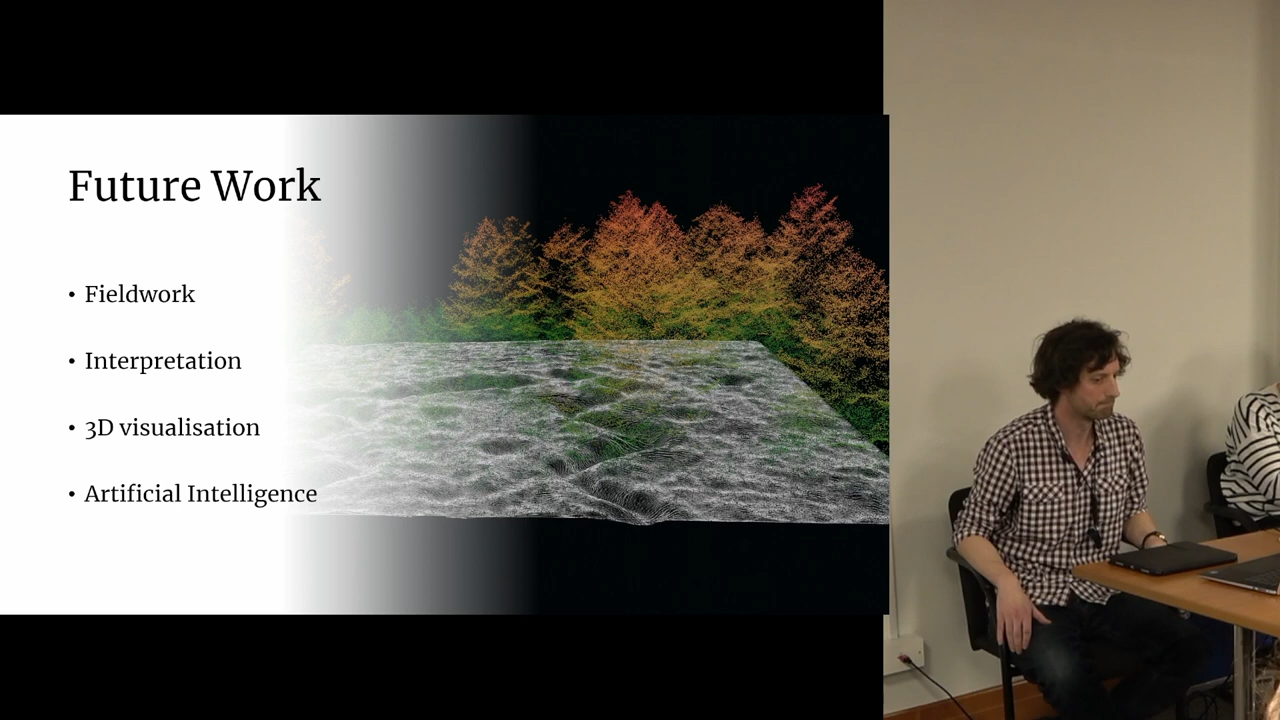 Future Work
• Fieldwork
• Interpretation
• 3D visualisation
• Artificial Intelligence